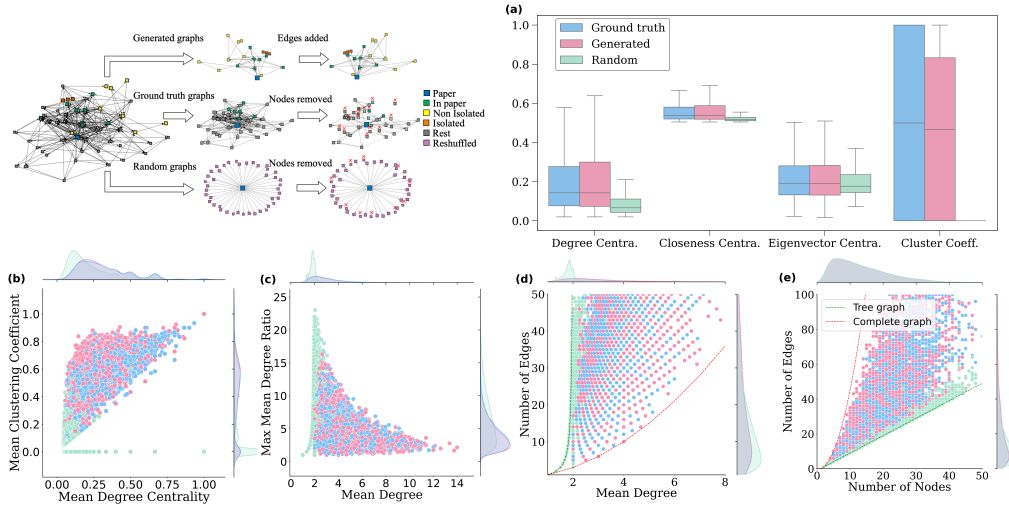 Generated graphs
Edges added
Ground truth graphs
Nodes removed
Random graphs
Nodes removed
Paper
In paper
Non Isolated
Isolated
Rest
Reshuffled
(a)
Ground truth
Generated
Random
1.0
0.8
0.6
0.4
0.2
0.0
Degree Centra.
Closeness Centra.
Eigenvector Centra.
Cluster Coeff.
(b)
Mean Clustering Coefficient
1.0
0.8
0.6
0.4
0.2
0.0
0.00
0.25
0.50
0.75
1.00
Mean Degree Centrality
(c)
Max Mean Degree Ratio
25
20
15
10
5
0
0
2
4
6
8
10
12
14
Mean Degree
(d)
Number of Edges
50
40
30
20
10
2
4
6
8
Mean Degree
(e)
Tree graph
Complete graph
Number of Edges
100
80
60
40
20
0
0
10
20
30
40
50
Number of Nodes